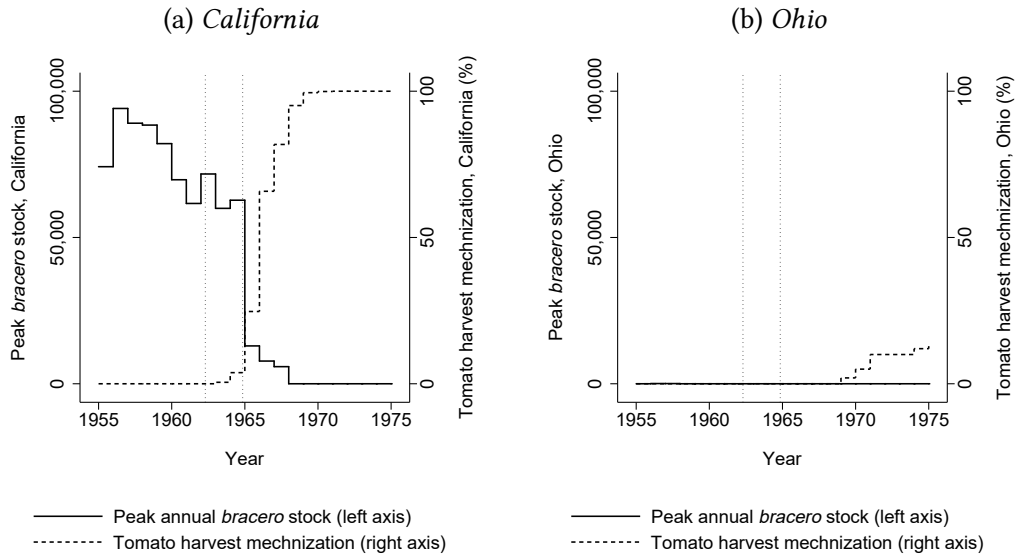 (a) California
Peak bracero stock, California
100,000
50,000
0
100
50
0
Tomato harvest mechnization, California (%)
1955 1960 1965 1970 1975
Year
Peak annual bracero stock (left axis)
Tomato harvest mechnization (right axis)
(b) Ohio
Peak bracero stock, Ohio
100,000
50,000
0
100
50
0
Tomato harvest mechnization, Ohio (%)
1955 1960 1965 1970 1975
Year
Peak annual bracero stock (left axis)
Tomato harvest mechnization (right axis)